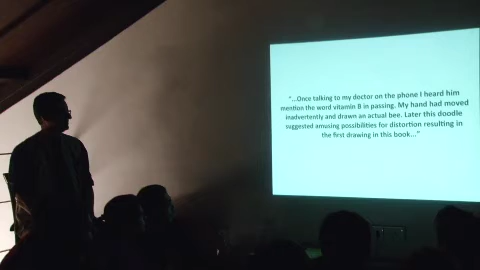 "...Once talking to my doctor on the phone I heard him
mention the word vitamin B in passing. My hand had moved
inadvertently and drawn an actual bee. Later this doodle
suggested amusing possibilities for distortion resulting in
the first drawing in this book..."